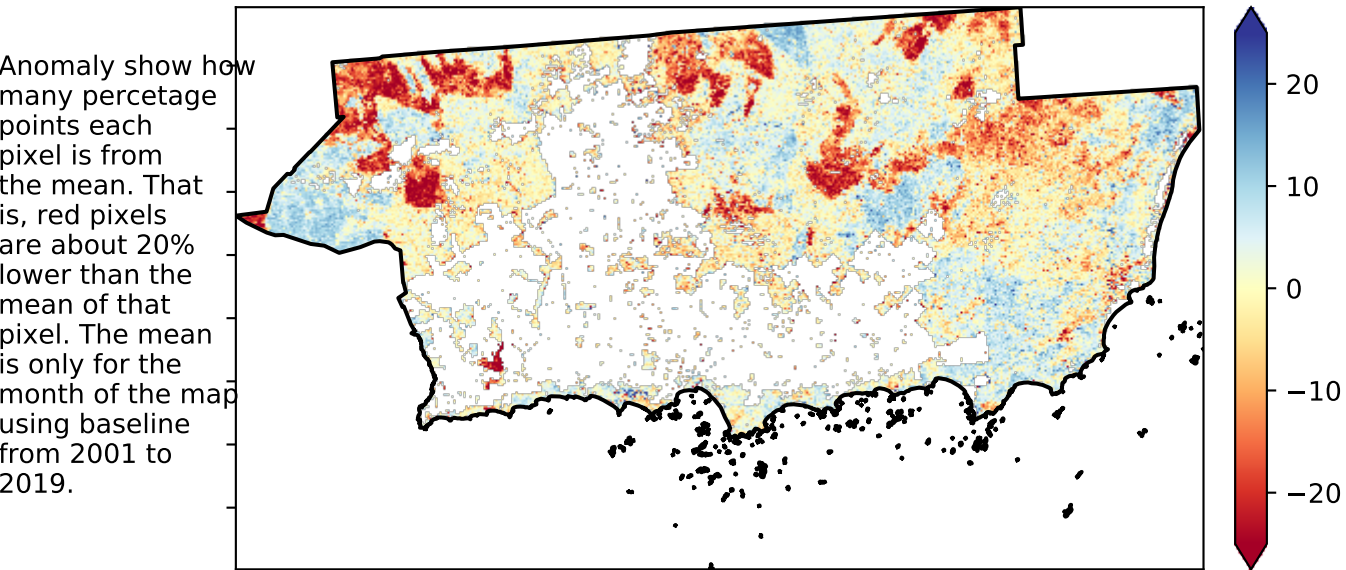 Anomaly show how
many percetage
points each
pixel is from
the mean. That
is, red pixels
are about 20%
lower than the
mean of that
pixel. The mean
is only for the
month of the map
using baseline
from 2001 to
2019.
20
10
0
−10
−20